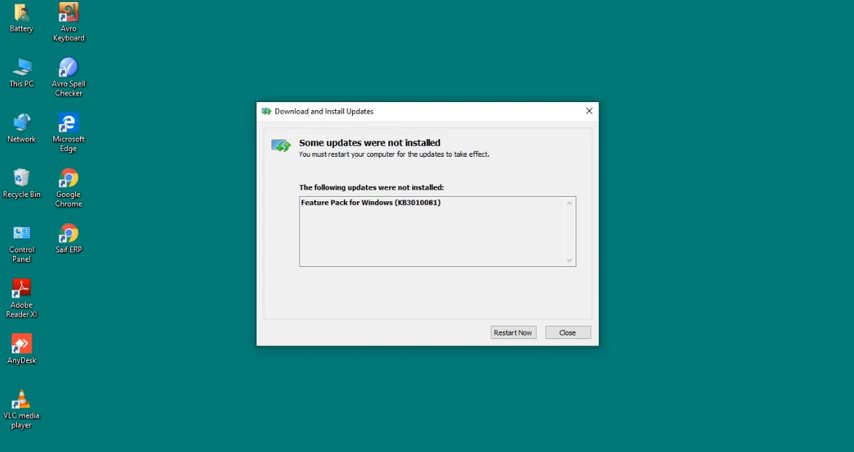 Battery
Avro
Keyboard
This PC
Avro Spell
Checker
Network
Microsoft
Edge
Recycle Bin
Google
Chrome
Control
Panel
Saif ERP
Adobe
Reader XI
AnyDesk
VLC media
player
Download and Install Updates
Some updates were not installed
You must restart your computer for the updates to take effect.
The following updates were not installed:
Feature Pack for Windows (KB3010081)
Restart Now
Close